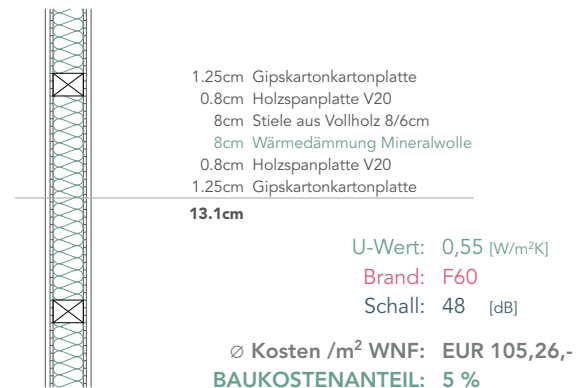 1.25cm Gipskartonkartonplatte
0.8cm Holzspanplatte V20
8cm Stiele aus Vollholz 8/6cm
8cm Wärmedämmung Mineralwolle
0.8cm Holzspanplatte V20
1.25cm Gipskartonkartonplatte
13.1cm
U-Wert: 0,55 [W/m²K]
Brand: F60
Schall: 48 [dB]
⌀ Kosten /m² WNF: EUR 105,26,-
BAUKOSTENANTEIL: 5 %